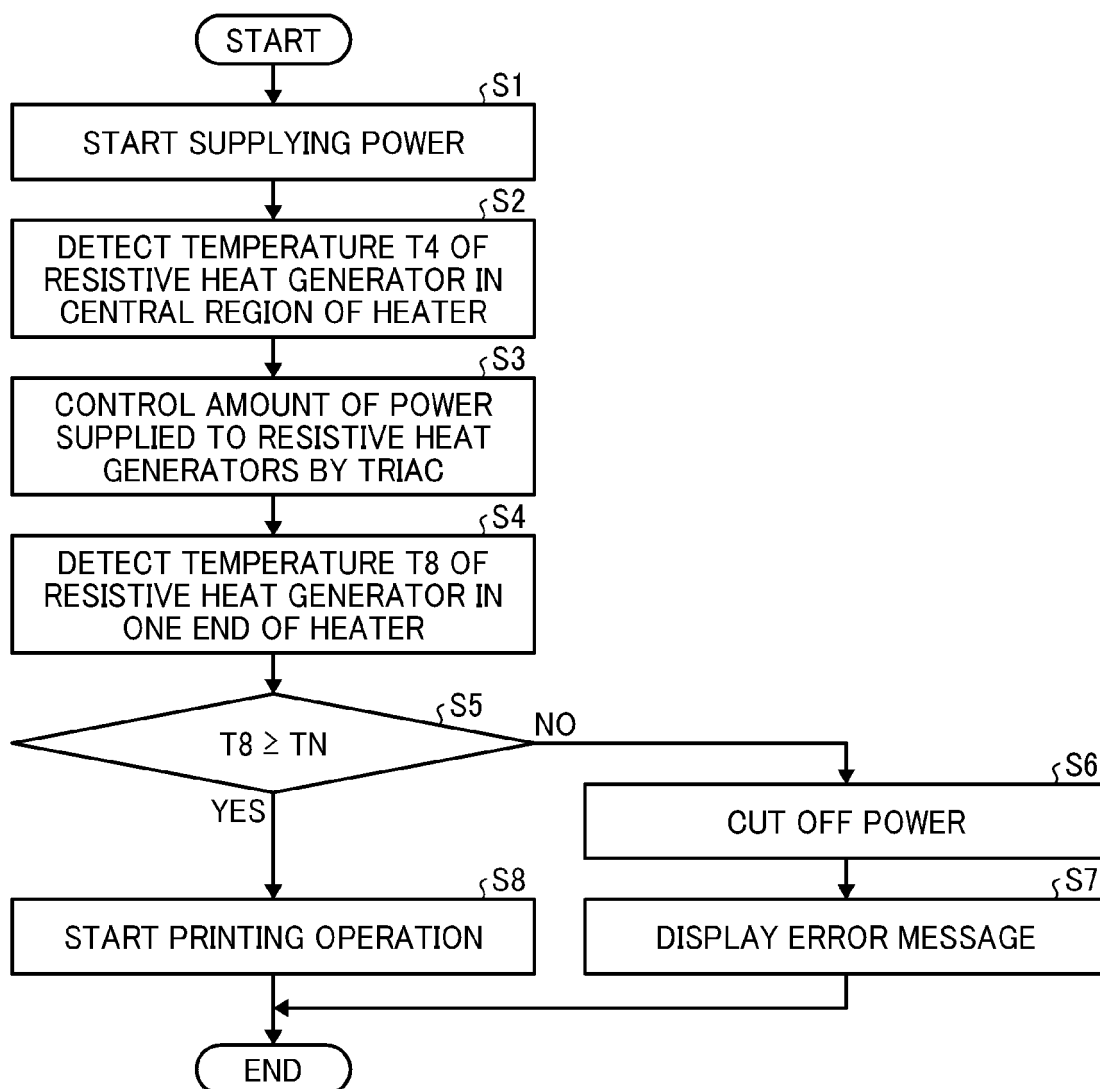 START
S1
START SUPPLYING POWER
S2
DETECT TEMPERATURE T4 OF
RESISTIVE HEAT GENERATOR IN
CENTRAL REGION OF HEATER
S3
CONTROL AMOUNT OF POWER
SUPPLIED TO RESISTIVE HEAT
GENERATORS BY TRIAC
S4
DETECT TEMPERATURE T8 OF
RESISTIVE HEAT GENERATOR IN
ONE END OF HEATER
S5
T8 ≥ TN
NO
YES
S6
CUT OFF POWER
S7
DISPLAY ERROR MESSAGE
S8
START PRINTING OPERATION
END